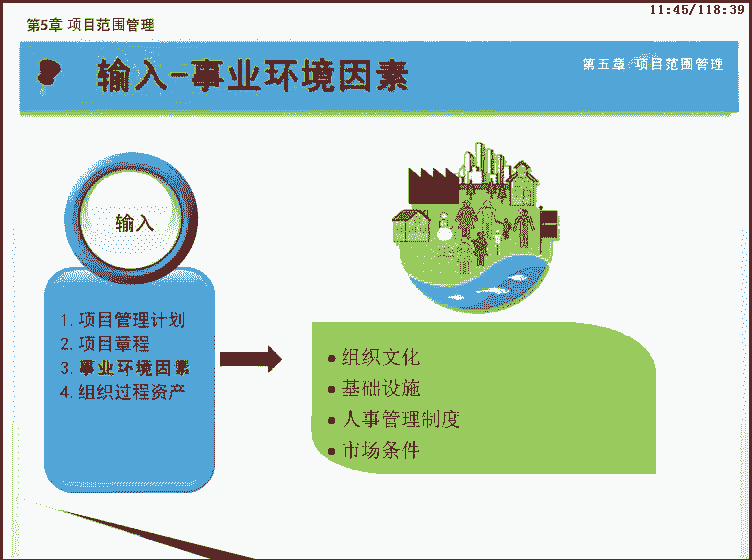 11:45/118:39
第5章 项目范围管理
输入-事业环境因素
第五章 项目范围管理
输入
1. 项目管理计划
2. 项目章程
3. 事业环境因素
4. 组织过程资产
●组织文化
●基础设施
●人事管理制度
●市场条件